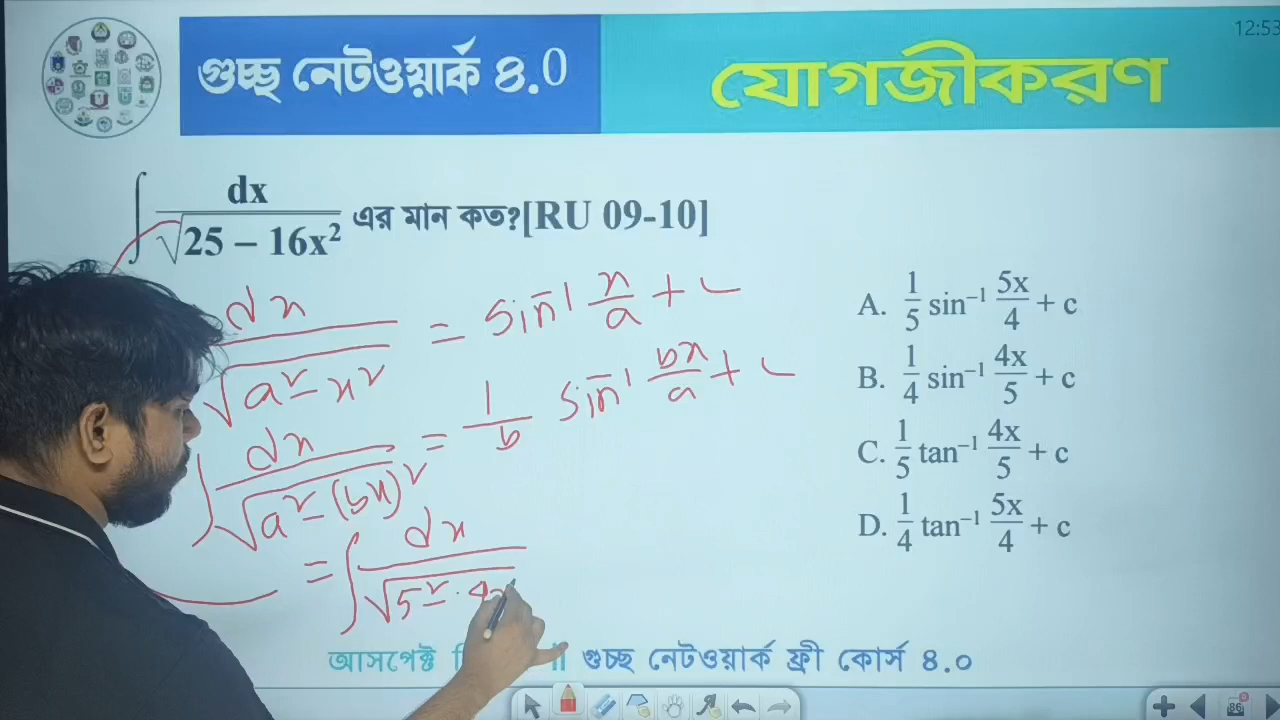 12:53
গুচ্ছ নেটওয়ার্ক ৪.0
যোগজীকরণ
∫ dx / √(25 − 16x²) এর মান কত?[RU 09-10]
dx / √(a² − x²) = sin⁻¹ x/a + c
∫ dx / √(a² − (bx)²) = 1/b sin⁻¹ bx/a + c
= ∫ dx / √(5² - 4x
A. 1/5 sin⁻¹ 5x/4 + c
B. 1/4 sin⁻¹ 4x/5 + c
C. 1/5 tan⁻¹ 4x/5 + c
D. 1/4 tan⁻¹ 5x/4 + c
আসপেক্ট ॥ গুচ্ছ নেটওয়ার্ক ফ্রী কোর্স ৪.০
86